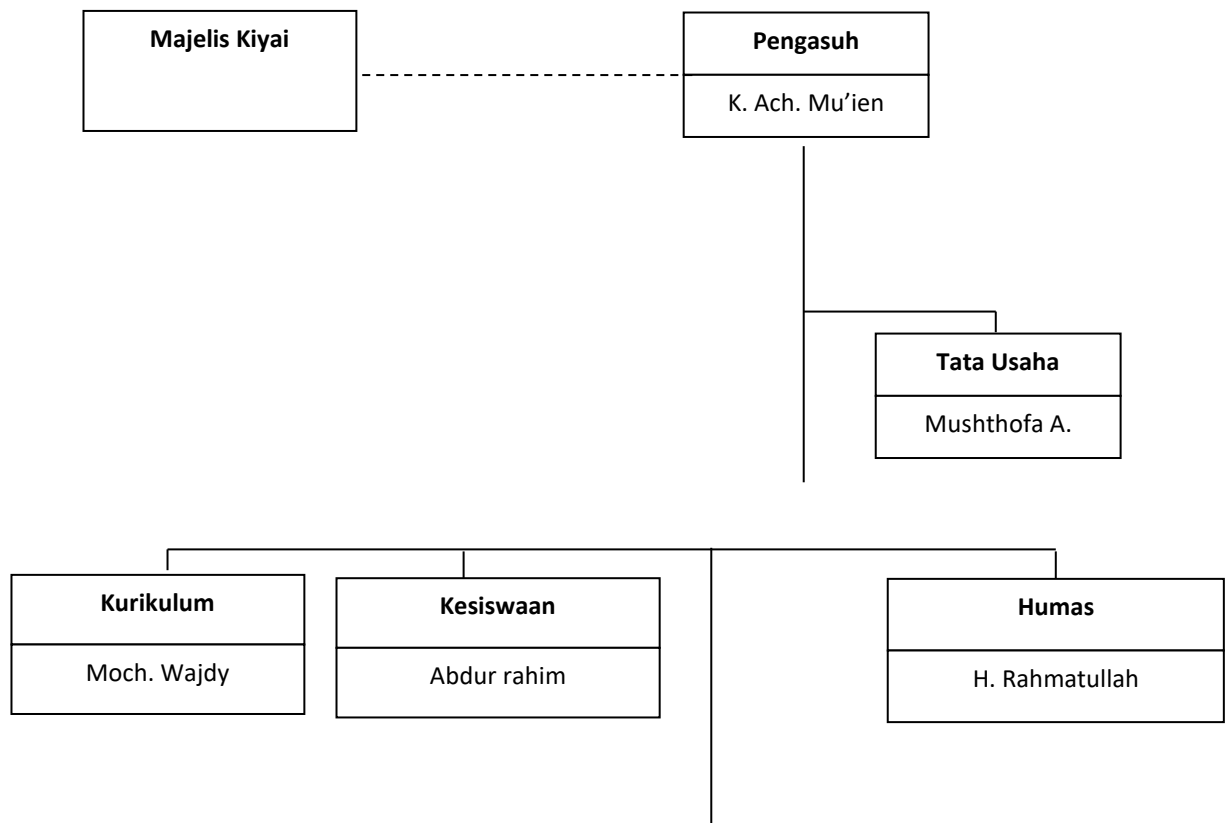 Majelis Kiyai
Pengasuh
K. Ach. Mu’ien
Tata Usaha
Mushthofa A.
Kurikulum
Moch. Wajdy
Kesiswaan
Abdur rahim
Humas
H. Rahmatullah